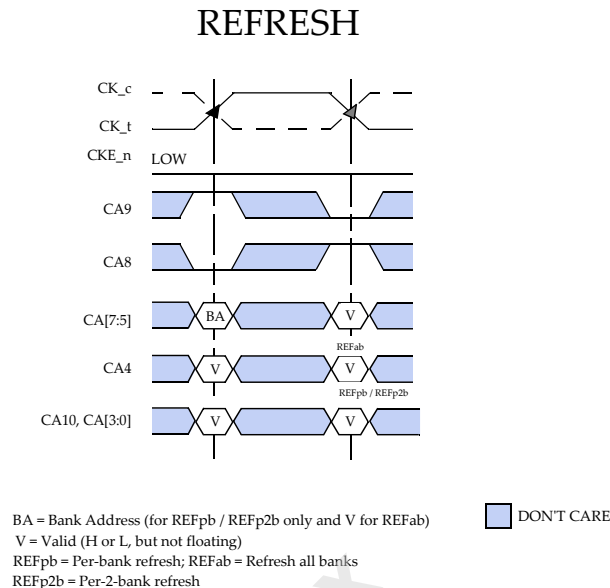 REFRESH
CK_c
CK_t
CKE_n LOW
CA9
CA8
CA[7:5] BA V
REFab
CA4 V V
REFpb / REFp2b
CA10, CA[3:0] V V
BA = Bank Address (for REFpb / REFp2b only and V for REFab)
DON'T CARE
V = Valid (H or L, but not floating)
REFpb = Per-bank refresh; REFab = Refresh all banks
REFp2b = Per-2-bank refresh